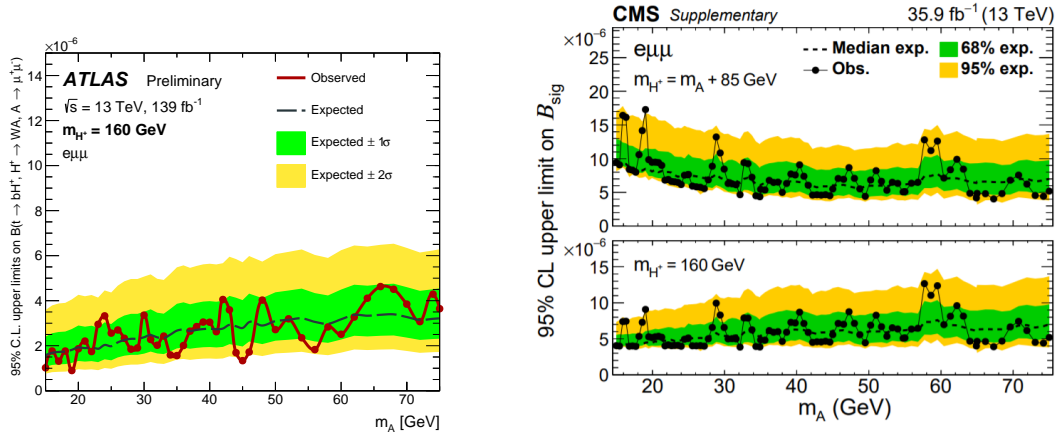 ATLAS Preliminary
√s = 13 TeV, 139 fb⁻¹
m_H⁺ = 160 GeV
eμμ
Observed
Expected
Expected ± 1σ
Expected ± 2σ
×10⁻⁶
14
12
10
8
6
4
2
0
95% C.L. upper limits on B(t → bH⁺, H⁺ → WA, A → μ⁺μ⁻)
20 30 40 50 60 70
m_A [GeV]
CMS Supplementary 35.9 fb⁻¹ (13 TeV)
×10⁻⁶
eμμ
m_H⁺ = m_A + 85 GeV
Median exp. 68% exp.
Obs. 95% exp.
25
20
15
10
5
0
×10⁻⁶
m_H⁺ = 160 GeV
15
10
5
0
95% CL upper limit on B_sig
20 30 40 50 60 70
m_A (GeV)